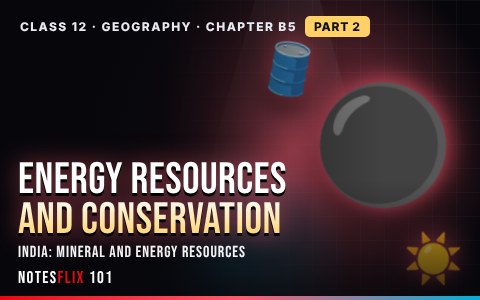 CLASS 12 · GEOGRAPHY · CHAPTER B5 PART 2
ENERGY RESOURCES
AND CONSERVATION
INDIA: MINERAL AND ENERGY RESOURCES
NOTESFLIX 101